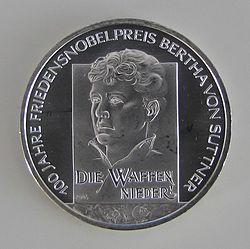 100 JAHRE FRIEDENSNOBELPREIS BERTHA VON SUTTNER
DIE WAFFEN
NIEDER!